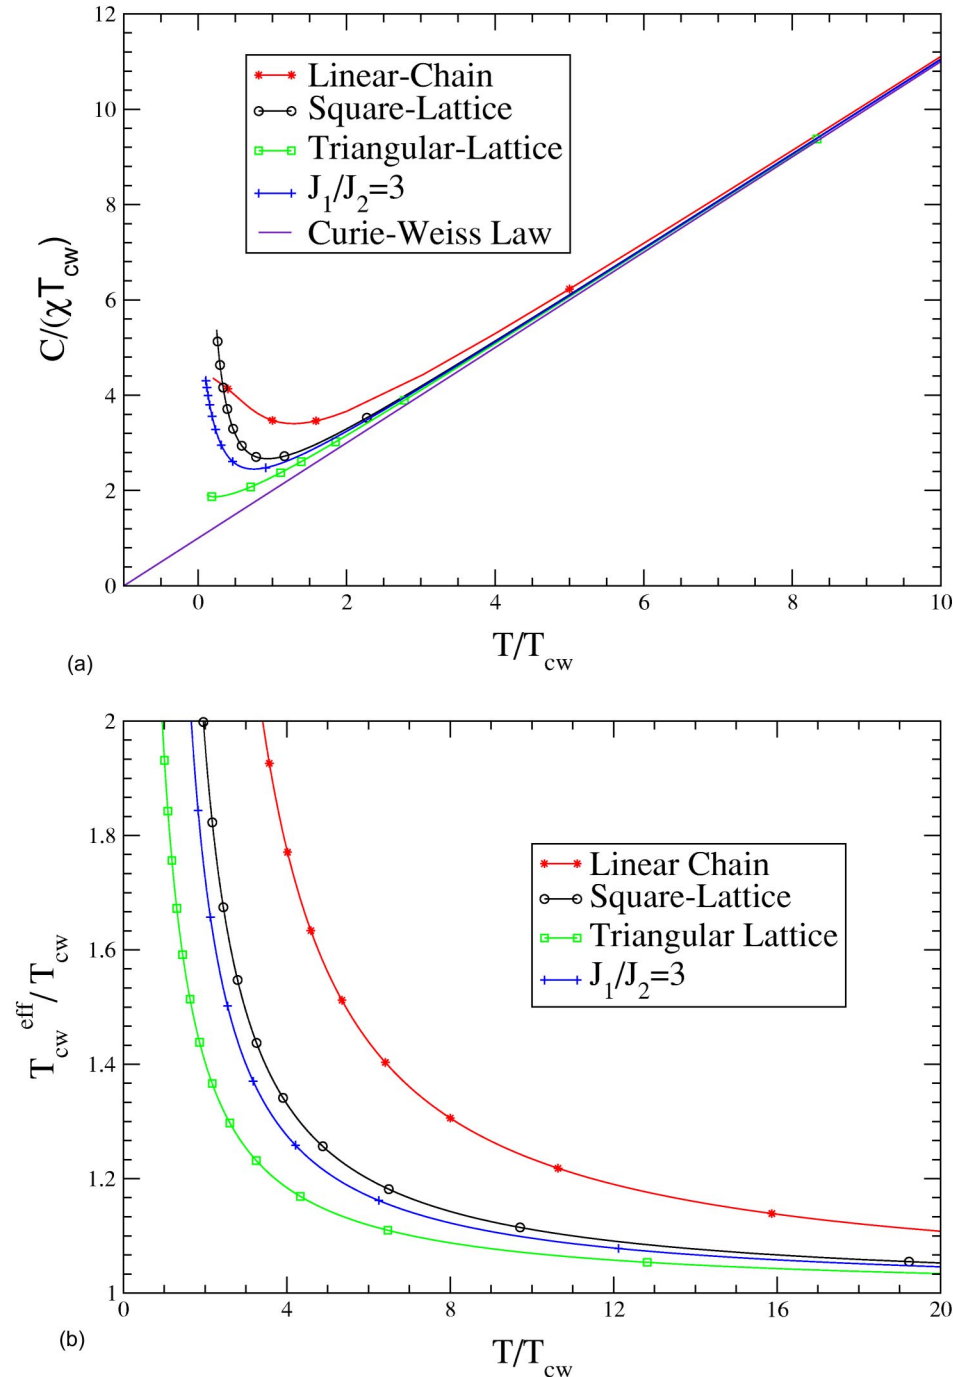 12
10
8
6
4
2
0
C/(χT_cw)
Linear-Chain
Square-Lattice
Triangular-Lattice
J_1/J_2=3
Curie-Weiss Law
0 2 4 6 8 10
T/T_cw
(a)
2
1.8
1.6
1.4
1.2
1
T_cw^eff / T_cw
Linear Chain
Square-Lattice
Triangular Lattice
J_1/J_2=3
0 4 8 12 16 20
T/T_cw
(b)